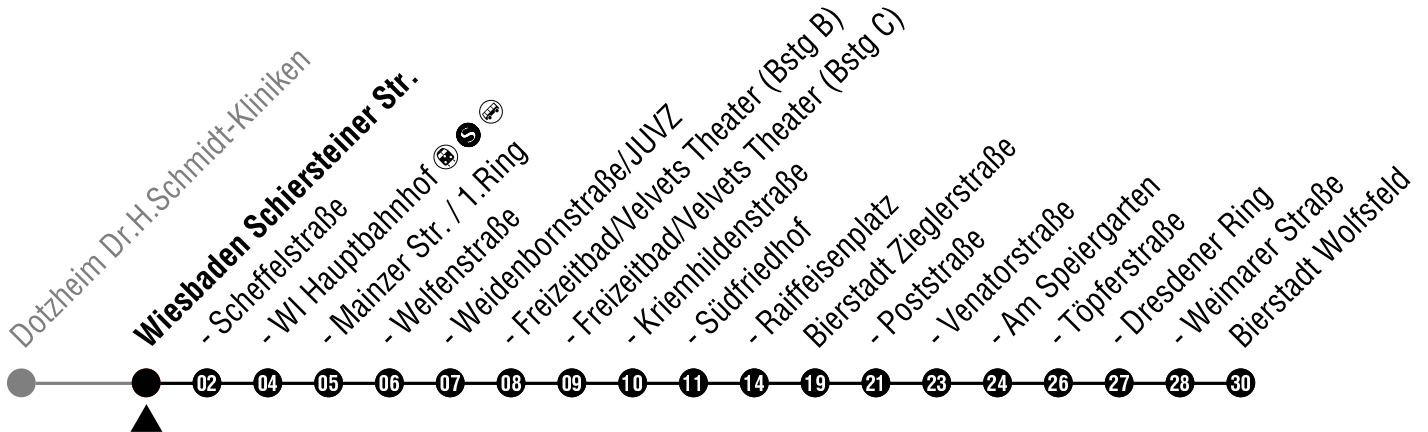 Dotzheim Dr.H.Schmidt-Kliniken
Wiesbaden Schiersteiner Str.
- Scheffelstraße
- WI Hauptbahnhof S
- Mainzer Str. / 1.Ring
- Welfenstraße
- Weidenbornstraße/JUVZ
- Freizeitbad/Velvets Theater (Bstg B)
- Freizeitbad/Velvets Theater (Bstg C)
- Kriemhildenstraße
- Südfriedhof
- Raiffeisenplatz
Bierstadt Zieglerstraße
- Poststraße
- Venatorstraße
- Am Speiergarten
- Töpferstraße
- Dresdener Ring
- Weimarer Straße
Bierstadt Wolfsfeld
02 04 05 06 07 08 09 10 11 14 19 21 23 24 26 27 28 30